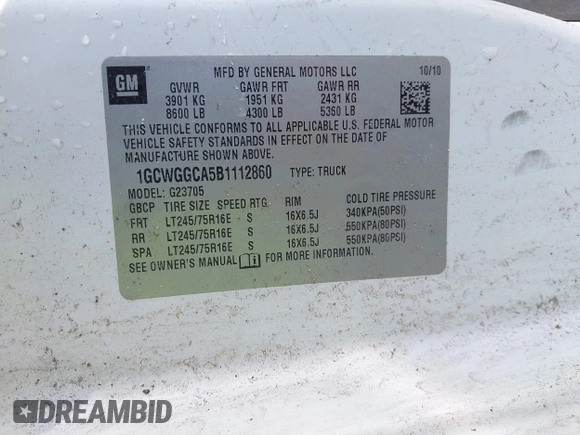 GM
MFD BY GENERAL MOTORS LLC 10/10
GVWR GAWR FRT GAWR RR
3901 KG 1951 KG 2431 KG
8600 LB 4300 LB 5360 LB
THIS VEHICLE CONFORMS TO ALL APPLICABLE U.S. FEDERAL MOTOR
VEHICLE SAFETY STANDARDS IN EFFECT ON THE DATE OF
MANUFACTURE SHOWN ABOVE.
1GCWGGCA5B1112860 TYPE: TRUCK
MODEL: G23705
GBCP TIRE SIZE SPEED RTG RIM COLD TIRE PRESSURE
FRT LT245/75R16E S 16X6.5J 340KPA(50PSI)
RR LT245/75R16E S 16X6.5J 550KPA(80PSI)
SPA LT245/75R16E S 16X6.5J 550KPA(80PSI)
SEE OWNER'S MANUAL FOR MORE INFORMATION.
DREAMBID